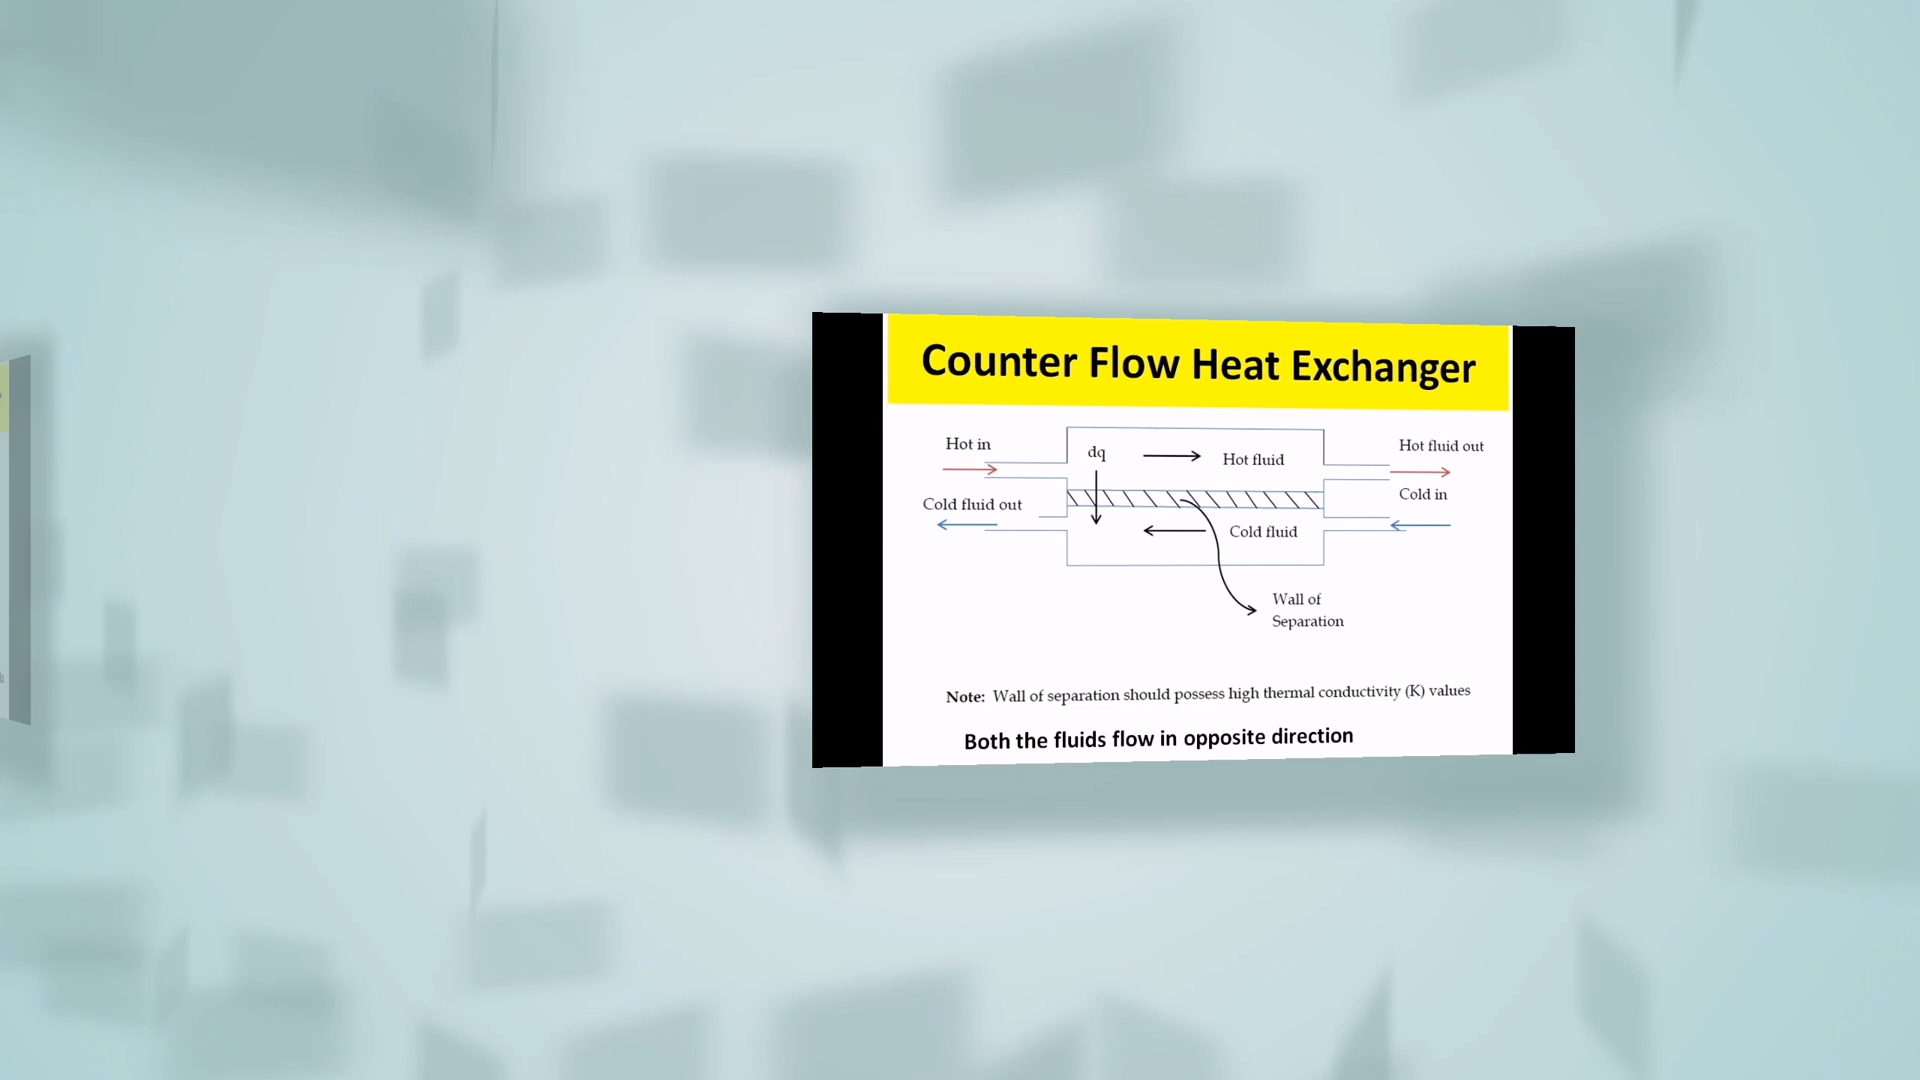 Counter Flow Heat Exchanger
Hot in
dq
Hot fluid
Hot fluid out
Cold in
Cold fluid out
Cold fluid
Wall of
Separation
Note: Wall of separation should possess high thermal conductivity (K) values
Both the fluids flow in opposite direction